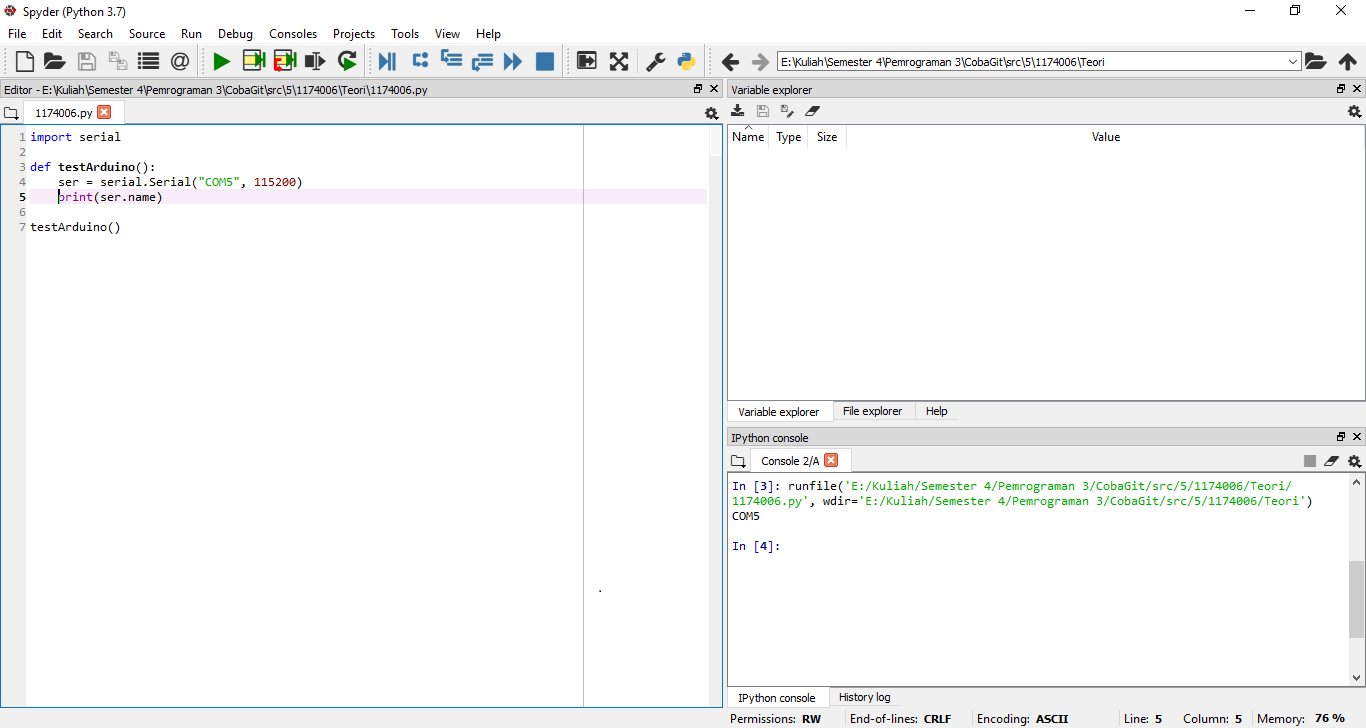 Spyder (Python 3.7)
File Edit Search Source Run Debug Consoles Projects Tools View Help
E:\Kuliah\Semester 4\Pemrograman 3\CobaGit\src\5\1174006\Teori
Editor - E:\Kuliah\Semester 4\Pemrograman 3\CobaGit\src\5\1174006\Teori\1174006.py
1174006.py
1 import serial
2
3 def testArduino():
4     ser = serial.Serial("COM5", 115200)
5     print(ser.name)
6
7 testArduino()
Variable explorer
Name Type Size Value
Variable explorer File explorer Help
IPython console
Console 2/A
In [3]: runfile('E:/Kuliah/Semester 4/Pemrograman 3/CobaGit/src/5/1174006/Teori/
1174006.py', wdir='E:/Kuliah/Semester 4/Pemrograman 3/CobaGit/src/5/1174006/Teori')
COM5
In [4]:
IPython console History log
Permissions: RW End-of-lines: CRLF Encoding: ASCII Line: 5 Column: 5 Memory: 76 %